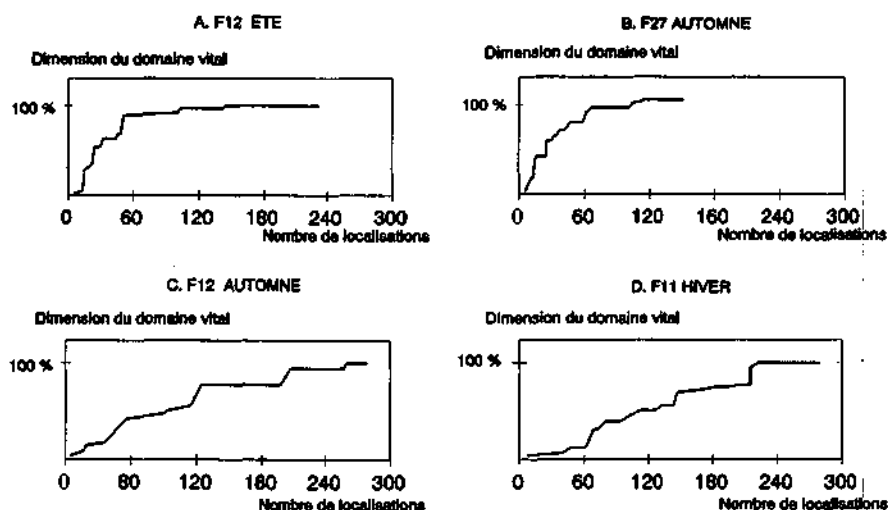 A. F12 ÉTE
Dimension du domaine vital
100 %
0 60 120 180 240 300
Nombre de localisations
B. F27 AUTOMNE
Dimension du domaine vital
100 %
0 60 120 160 240 300
Nombre de localisations
C. F12 AUTOMNE
Dimension du domaine vital
100 %
0 60 120 180 240 300
Nombre de localisations
D. F11 HIVER
Dimension du domaine vital
100 %
0 60 120 180 240 300
Nombre de localisations